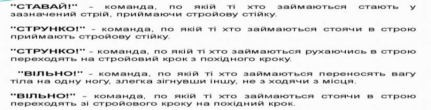 "СТАВАЙ!" - команда, по якій ті хто займаються стають у
зазначений стрій, приймаючи стройову стійку.
"СТРУНКО!" - команда, по якій ті хто займаються стоячи в строю
приймають стройову стійку.
"СТРУНКО!" - команда, по якій ті хто займаються рухаючись в строю
переходять на стройовий крок з похідного кроку.
"ВІЛЬНО!" - команда, по якій ті хто займаються переносять вагу
тіла на одну ногу, злегка зігнувши іншу, не з ходячи з місця.
"ВІЛЬНО!" - команда, по якій ті хто займаються стоячи в строю
переходять зі стройового кроку на похідний крок.